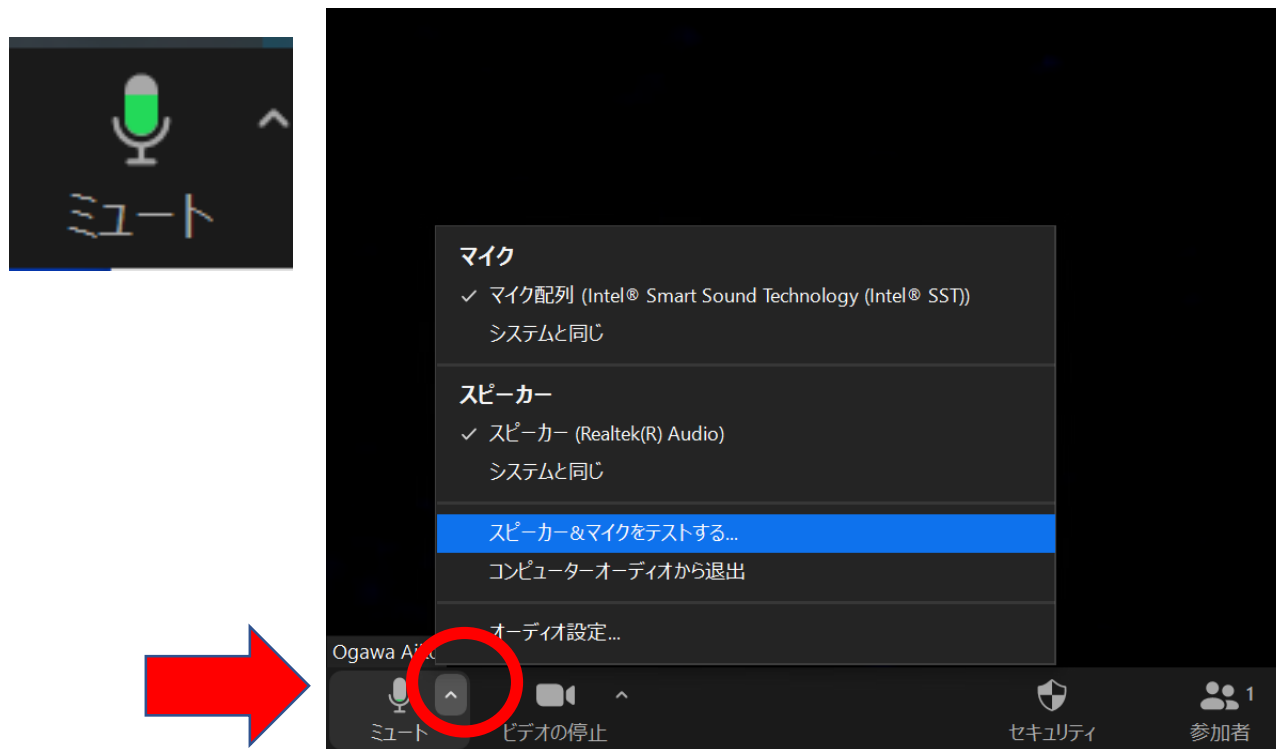 ミュート
マイク
マイク配列 (Intel® Smart Sound Technology (Intel® SST))
システムと同じ
スピーカー
スピーカー (Realtek(R) Audio)
システムと同じ
スピーカー&マイクをテストする...
コンピューターオーディオから退出
オーディオ設定...
Ogawa
ミュート
ビデオの停止
セキュリティ
1
参加者